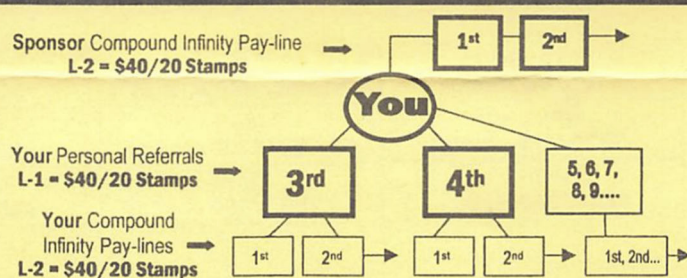 Sponsor Compound Infinity Pay-line
L-2 = $40/20 Stamps
1st 2nd
You
Your Personal Referrals
L-1 = $40/20 Stamps
3rd 4th
5, 6, 7,
8, 9....
Your Compound
Infinity Pay-lines
L-2 = $40/20 Stamps
1st 2nd 1st 2nd 1st, 2nd...